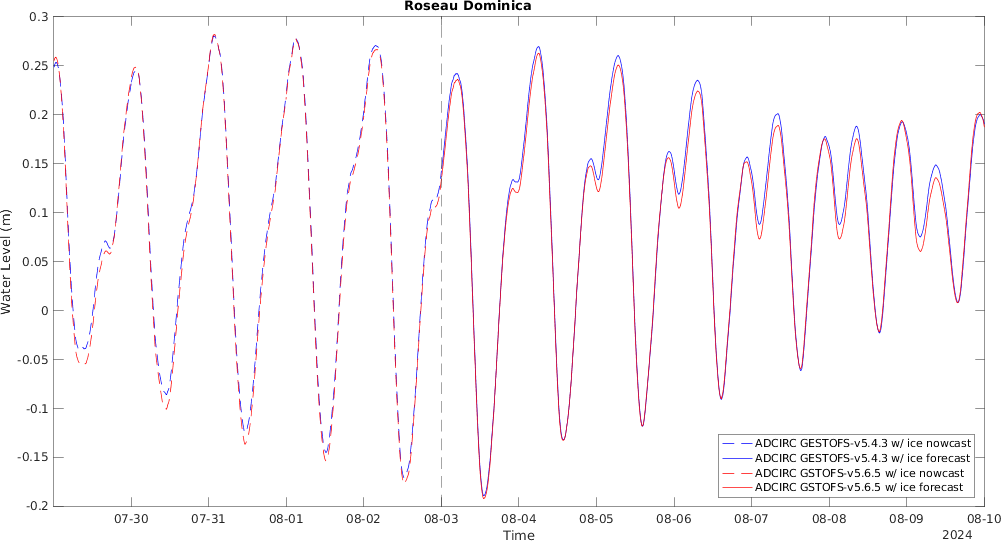 Roseau Dominica
0.3
0.25
0.2
0.15
0.1
0.05
0
-0.05
-0.1
-0.15
-0.2
Water Level (m)
ADCIRC GESTOFS-v5.4.3 w/ ice nowcast
ADCIRC GESTOFS-v5.4.3 w/ ice forecast
ADCIRC GSTOFS-v5.6.5 w/ ice nowcast
ADCIRC GSTOFS-v5.6.5 w/ ice forecast
07-30 07-31 08-01 08-02 08-03 08-04 08-05 08-06 08-07 08-08 08-09 08-10
Time
2024